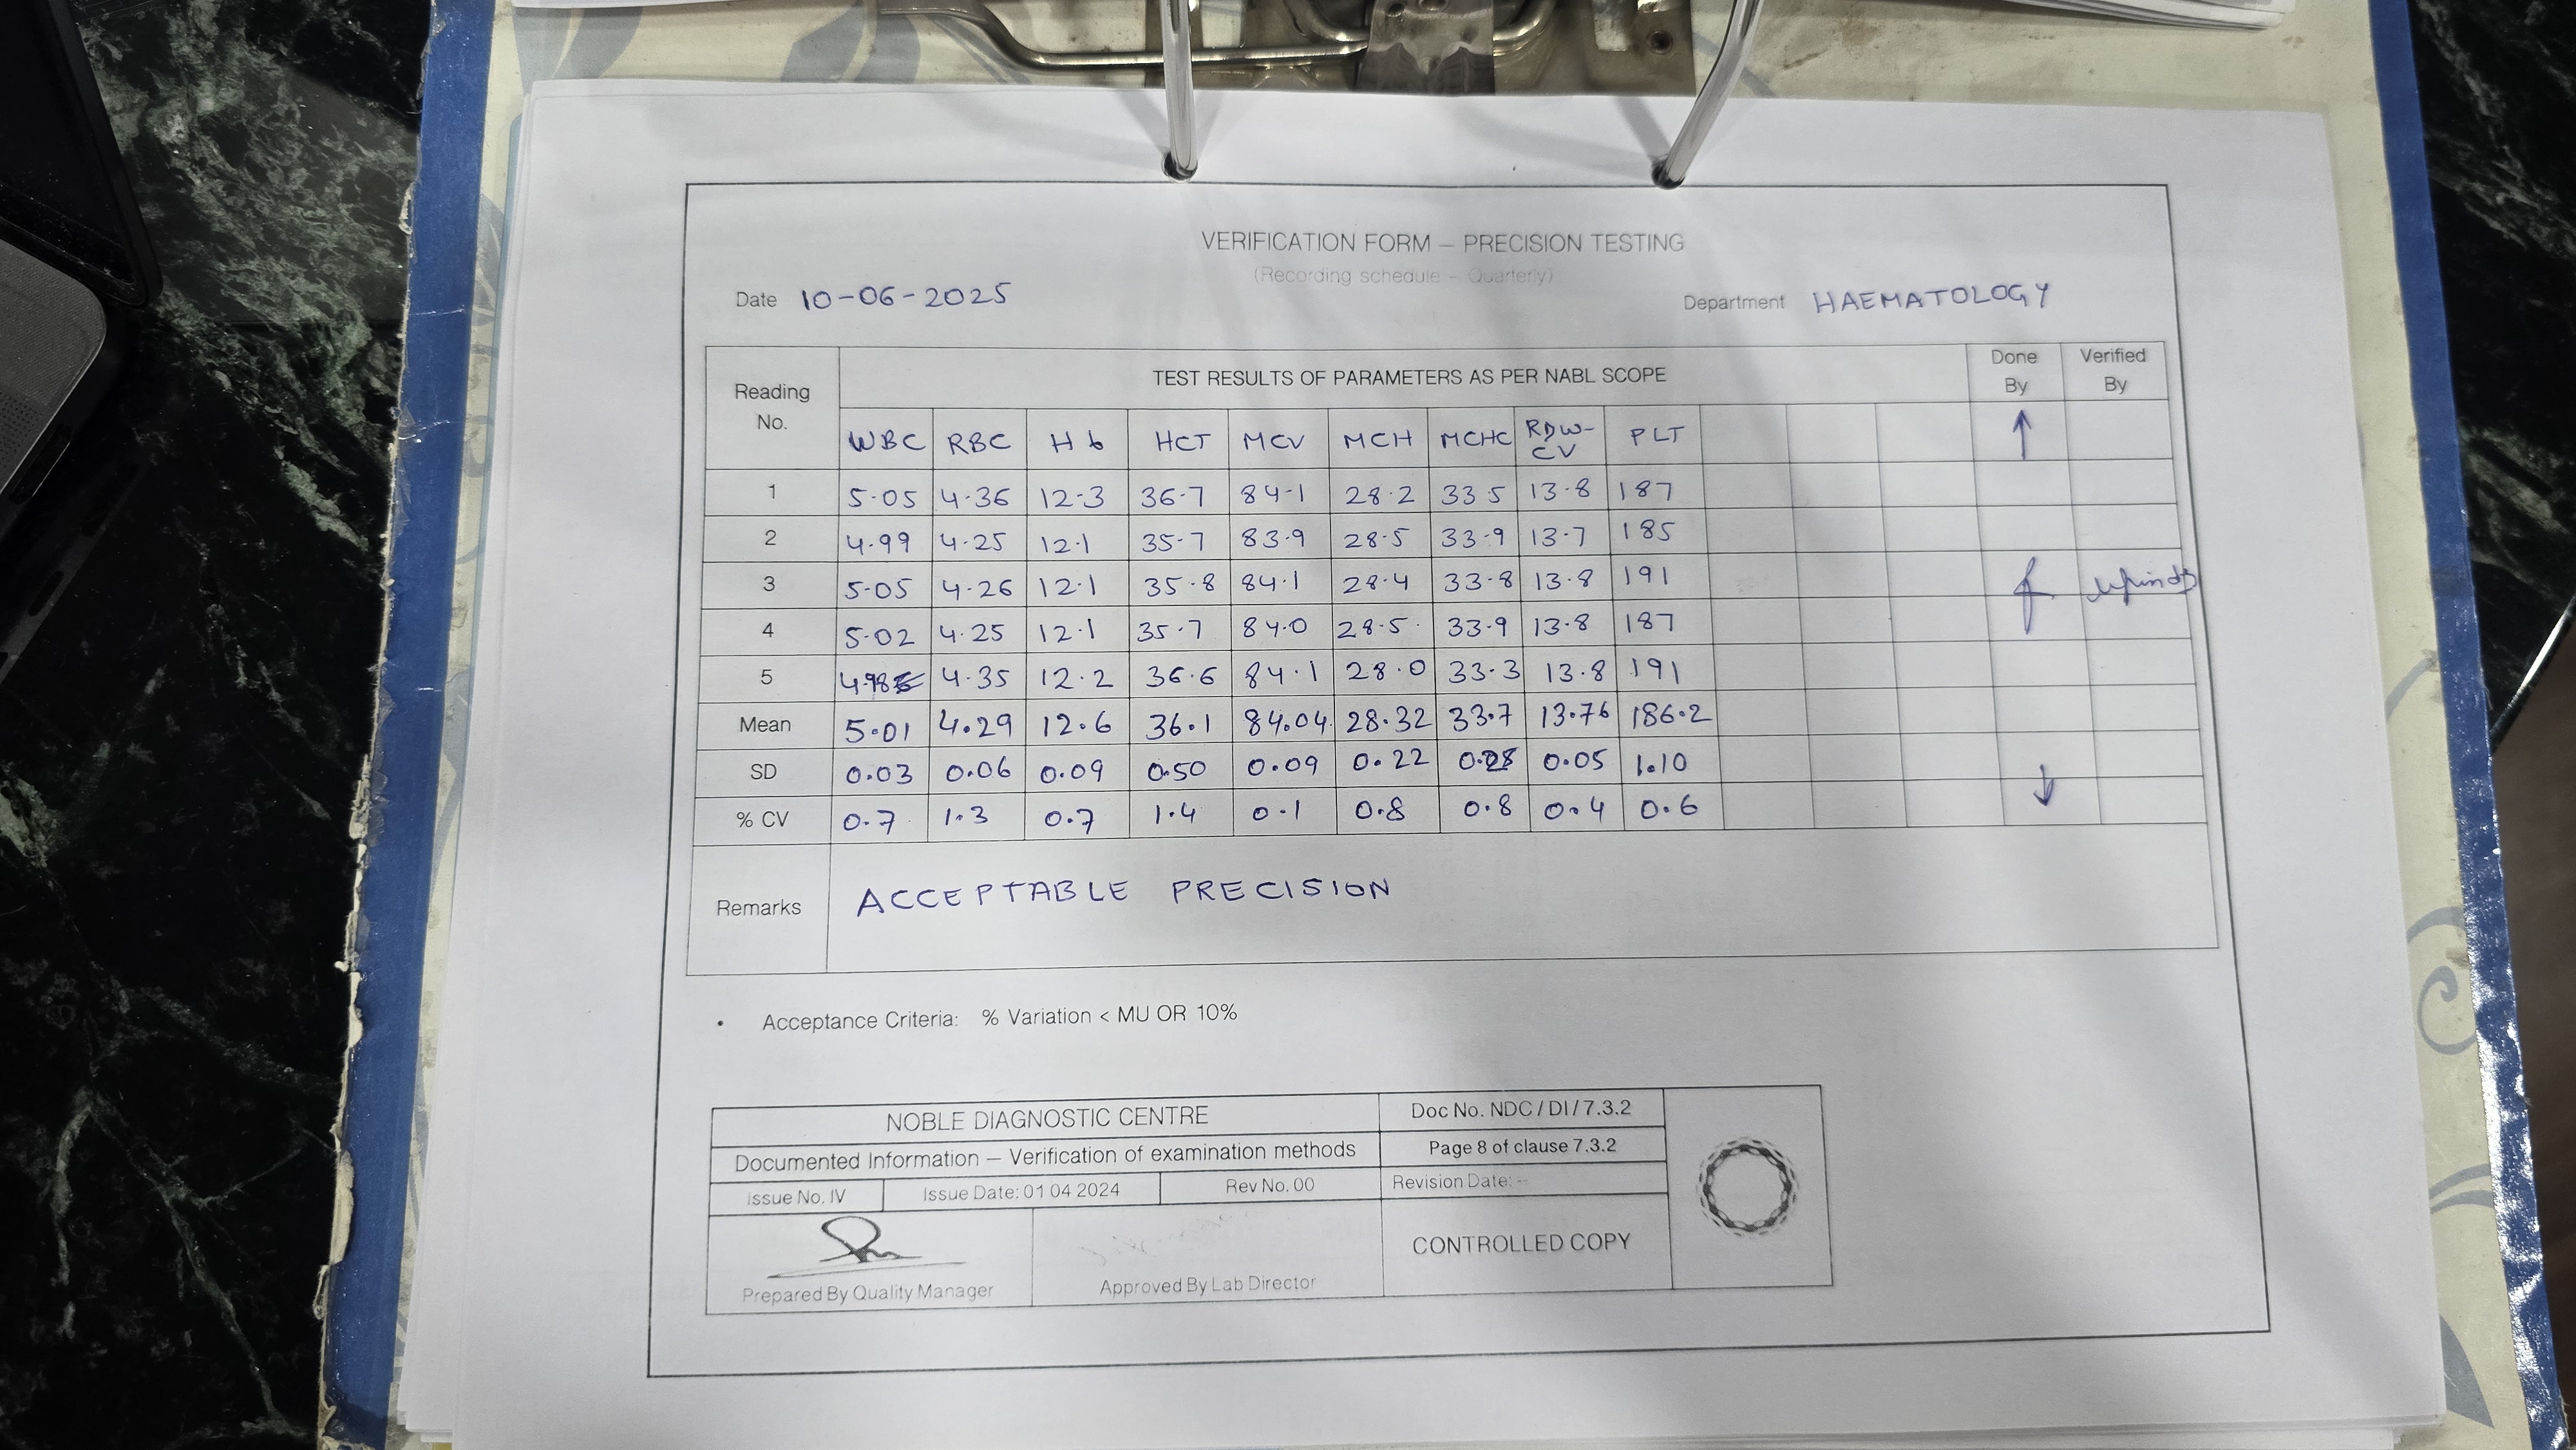 VERIFICATION FORM – PRECISION TESTING
(Recording schedule – Quarterly)
Date 10-06-2025 Department HAEMATOLOGY
Reading No. TEST RESULTS OF PARAMETERS AS PER NABL SCOPE Done By Verified By
WBC RBC Hb HCT MCV MCH MCHC RDW-CV PLT ↑
1 5.05 4.36 12.3 36.7 84.1 28.2 33.5 13.8 187
2 4.99 4.25 12.1 35.7 83.9 28.5 33.9 13.7 185
3 5.05 4.26 12.1 35.8 84.1 28.4 33.8 13.8 191
4 5.02 4.25 12.1 35.7 84.0 28.5 33.9 13.8 187
5 4.98 4.35 12.2 36.6 84.1 28.0 33.3 13.8 191
Mean 5.01 4.29 12.6 36.1 84.04 28.32 33.7 13.76 186.2
SD 0.03 0.06 0.09 0.50 0.09 0.22 0.28 0.05 1.10
% CV 0.7 1.3 0.7 1.4 0.1 0.8 0.8 0.4 0.6 ↓
Remarks ACCEPTABLE PRECISION
• Acceptance Criteria: % Variation < MU OR 10%
NOBLE DIAGNOSTIC CENTRE Doc No. NDC / DI / 7.3.2
Documented Information – Verification of examination methods Page 8 of clause 7.3.2
Issue No. IV Issue Date: 01 04 2024 Rev No. 00 Revision Date: --
CONTROLLED COPY
Prepared By Quality Manager Approved By Lab Director